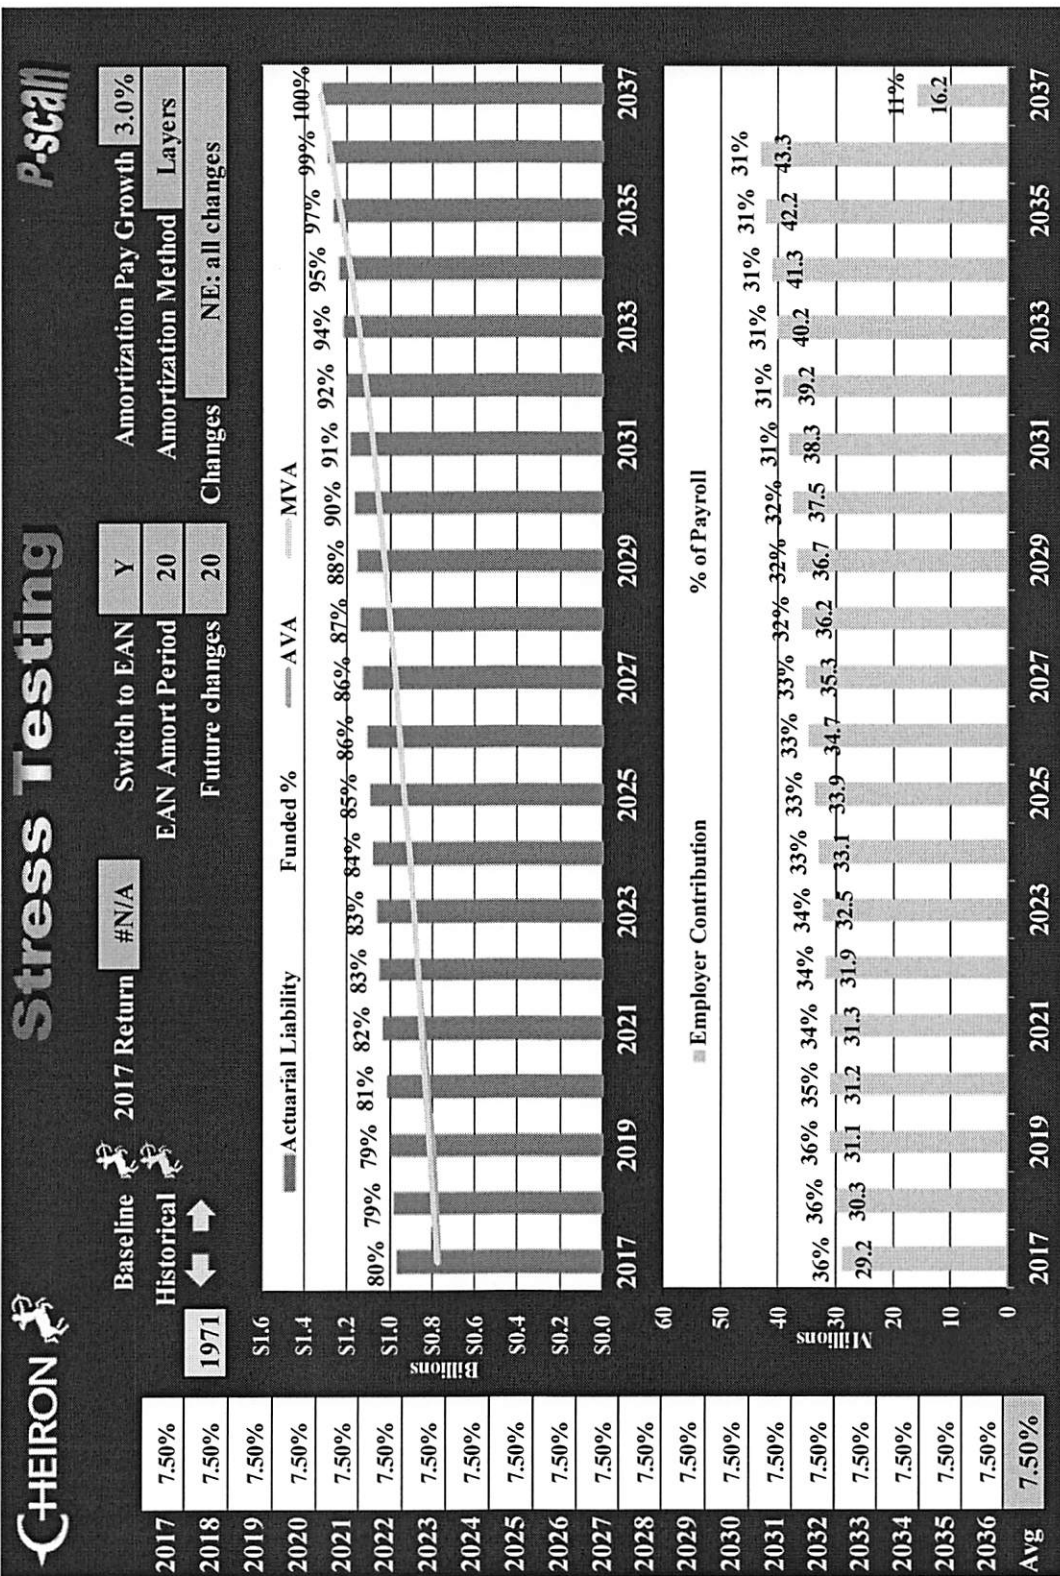 CHEIRON
Stress Testing
P-scan
Baseline
2017 Return #N/A
Switch to EAN Y
Amortization Pay Growth 3.0%
Historical
EAN Amort Period 20
Amortization Method Layers
1971
Future changes 20
Changes NE: all changes
2017 7.50%
2018 7.50%
2019 7.50%
2020 7.50%
2021 7.50%
2022 7.50%
2023 7.50%
2024 7.50%
2025 7.50%
2026 7.50%
2027 7.50%
2028 7.50%
2029 7.50%
2030 7.50%
2031 7.50%
2032 7.50%
2033 7.50%
2034 7.50%
2035 7.50%
2036 7.50%
Avg 7.50%
Actuarial Liability Funded % AVA MVA
Billions
$1.6
$1.4
$1.2
$1.0
$0.8
$0.6
$0.4
$0.2
$0.0
80% 79% 79% 81% 82% 83% 83% 84% 85% 86% 86% 87% 88% 90% 91% 92% 94% 95% 97% 99% 100%
2017 2019 2021 2023 2025 2027 2029 2031 2033 2035 2037
Employer Contribution % of Payroll
Millions
60
50
40
30
20
10
0
36% 36% 36% 35% 34% 34% 34% 33% 33% 33% 33% 32% 32% 32% 31% 31% 31% 31% 31% 31% 11%
29.2 30.3 31.1 31.2 31.3 31.9 32.5 33.1 33.9 34.7 35.3 36.2 36.7 37.5 38.3 39.2 40.2 41.3 42.2 43.3 16.2
2017 2019 2021 2023 2025 2027 2029 2031 2033 2035 2037